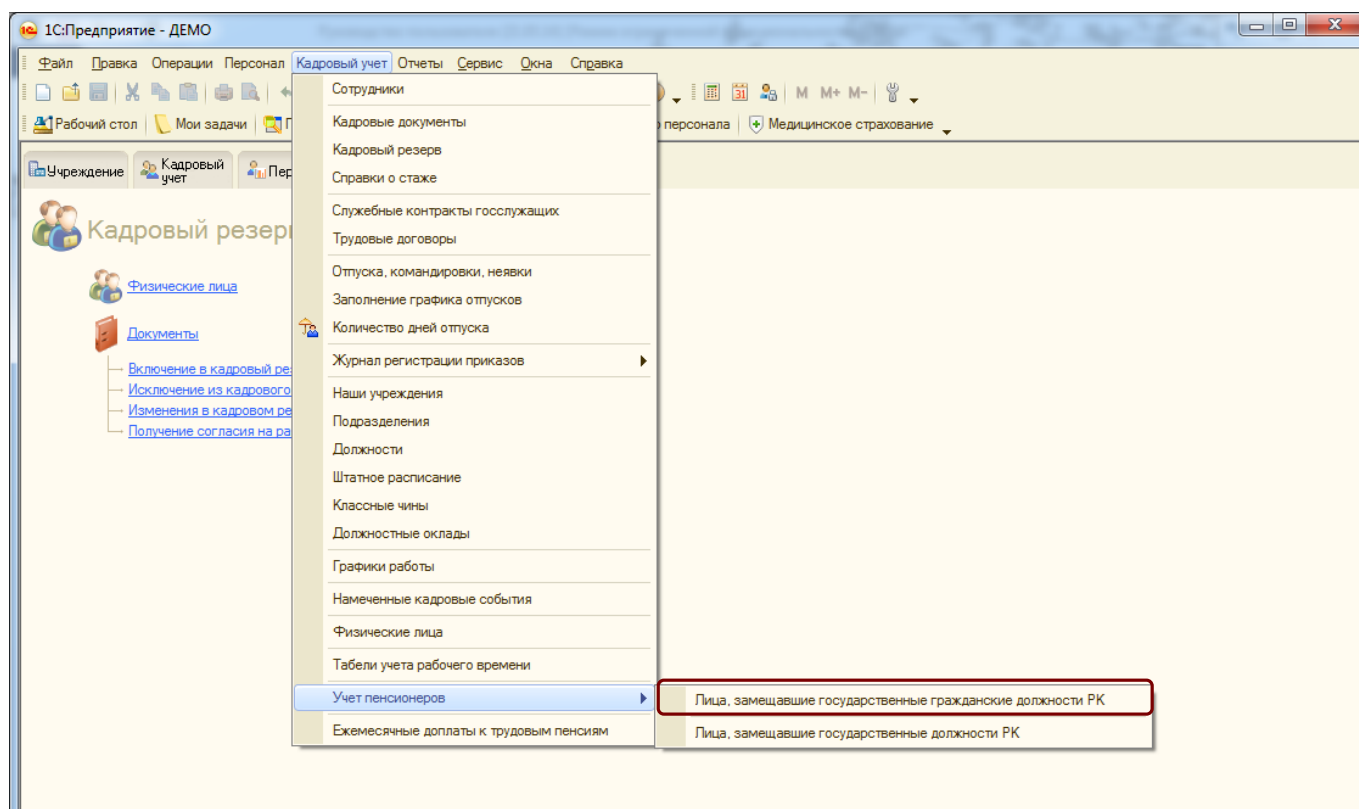 1С:Предприятие - ДЕМО
Файл Правка Операции Персонал Кадровый учет Отчеты Сервис Окна Справка
31 M M+ M-
Рабочий стол Мои задачи персонала Медицинское страхование
Учреждение Кадровый учет Пер
Кадровый резер
Физические лица
Документы
Включение в кадровый ре
Исключение из кадрового
Изменения в кадровом ре
Получение согласия на ра
Сотрудники
Кадровые документы
Кадровый резерв
Справки о стаже
Служебные контракты госслужащих
Трудовые договоры
Отпуска, командировки, неявки
Заполнение графика отпусков
Количество дней отпуска
Журнал регистрации приказов
Наши учреждения
Подразделения
Должности
Штатное расписание
Классные чины
Должностные оклады
Графики работы
Намеченные кадровые события
Физические лица
Табели учета рабочего времени
Учет пенсионеров
Ежемесячные доплаты к трудовым пенсиям
Лица, замещавшие государственные гражданские должности РК
Лица, замещавшие государственные должности РК